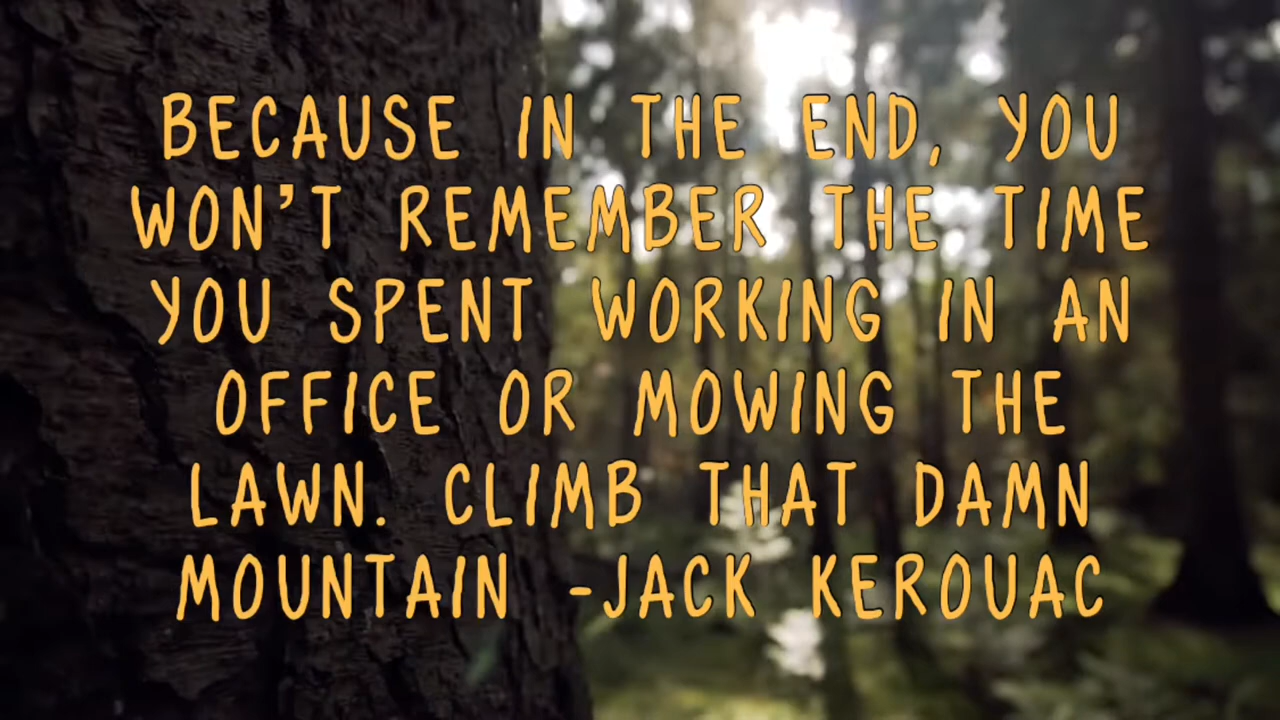 BECAUSE IN THE END, YOU
WON'T REMEMBER THE TIME
YOU SPENT WORKING IN AN
OFFICE OR MOWING THE
LAWN. CLIMB THAT DAMN
MOUNTAIN -JACK KEROUAC